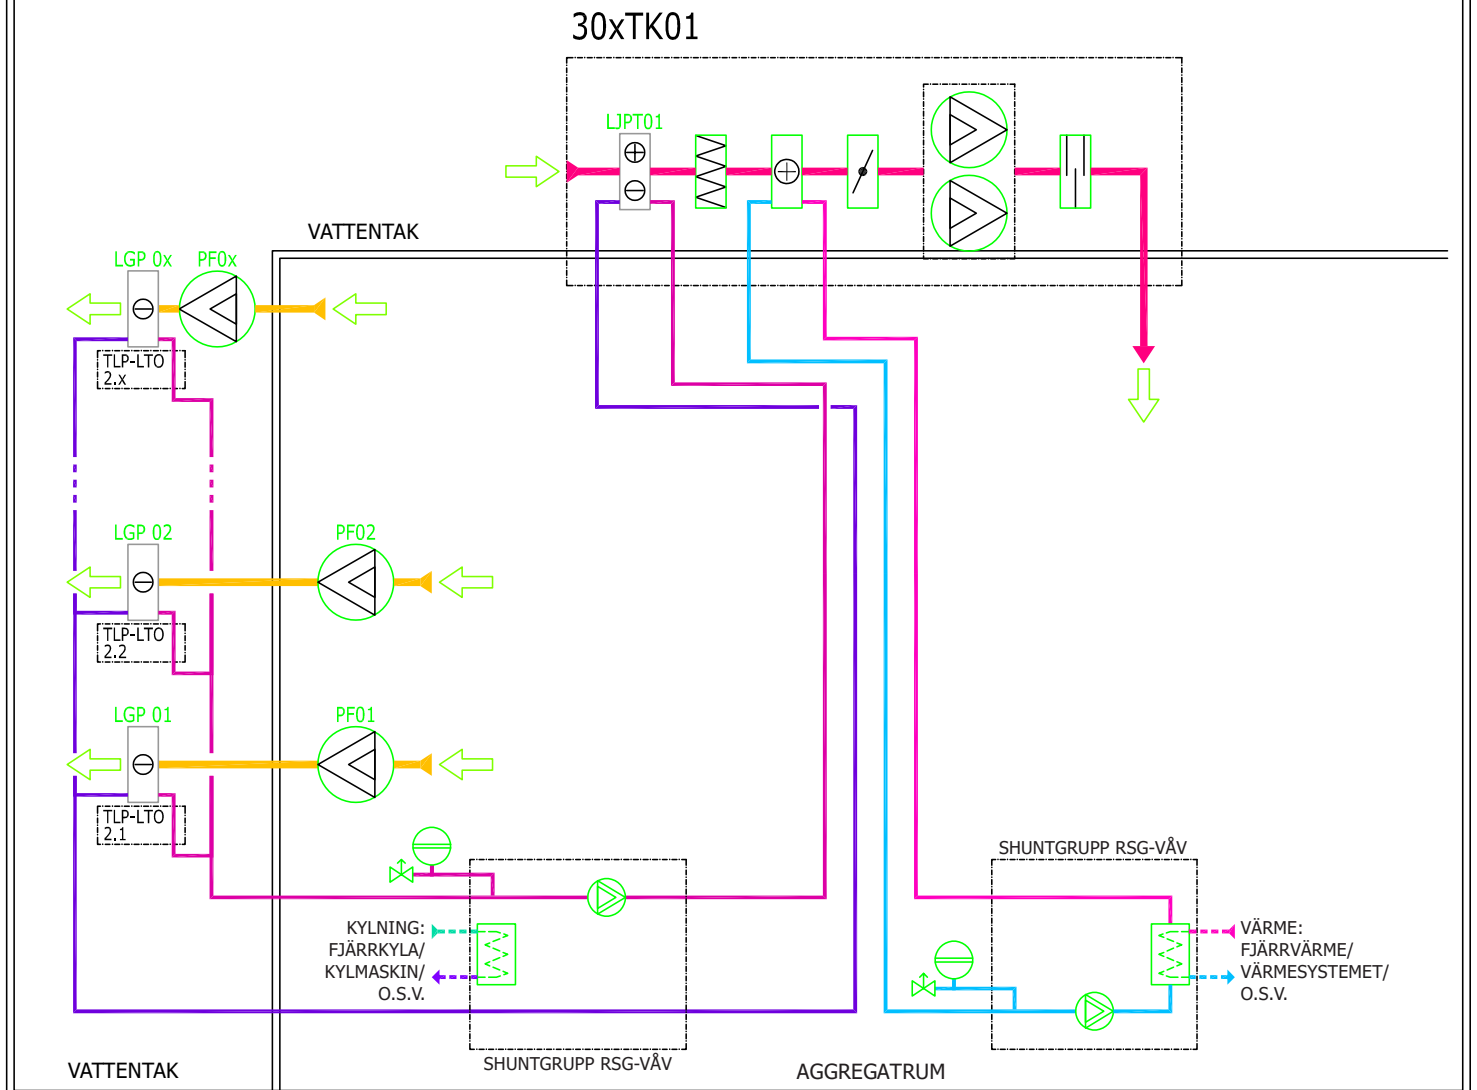 30xTK01
LJPT01
VATTENTAK
LGP 0x
PF0x
TLP-LTO
2.x
LGP 02
PF02
TLP-LTO
2.2
LGP 01
PF01
TLP-LTO
2.1
SHUNTGRUPP RSG-VÅV
KYLNING:
FJÄRRKYLA/
KYLMASKIN/
O.S.V.
VÄRME:
FJÄRRVÄRME/
VÄRMESYSTEMET/
O.S.V.
SHUNTGRUPP RSG-VÅV
VATTENTAK
AGGREGATRUM